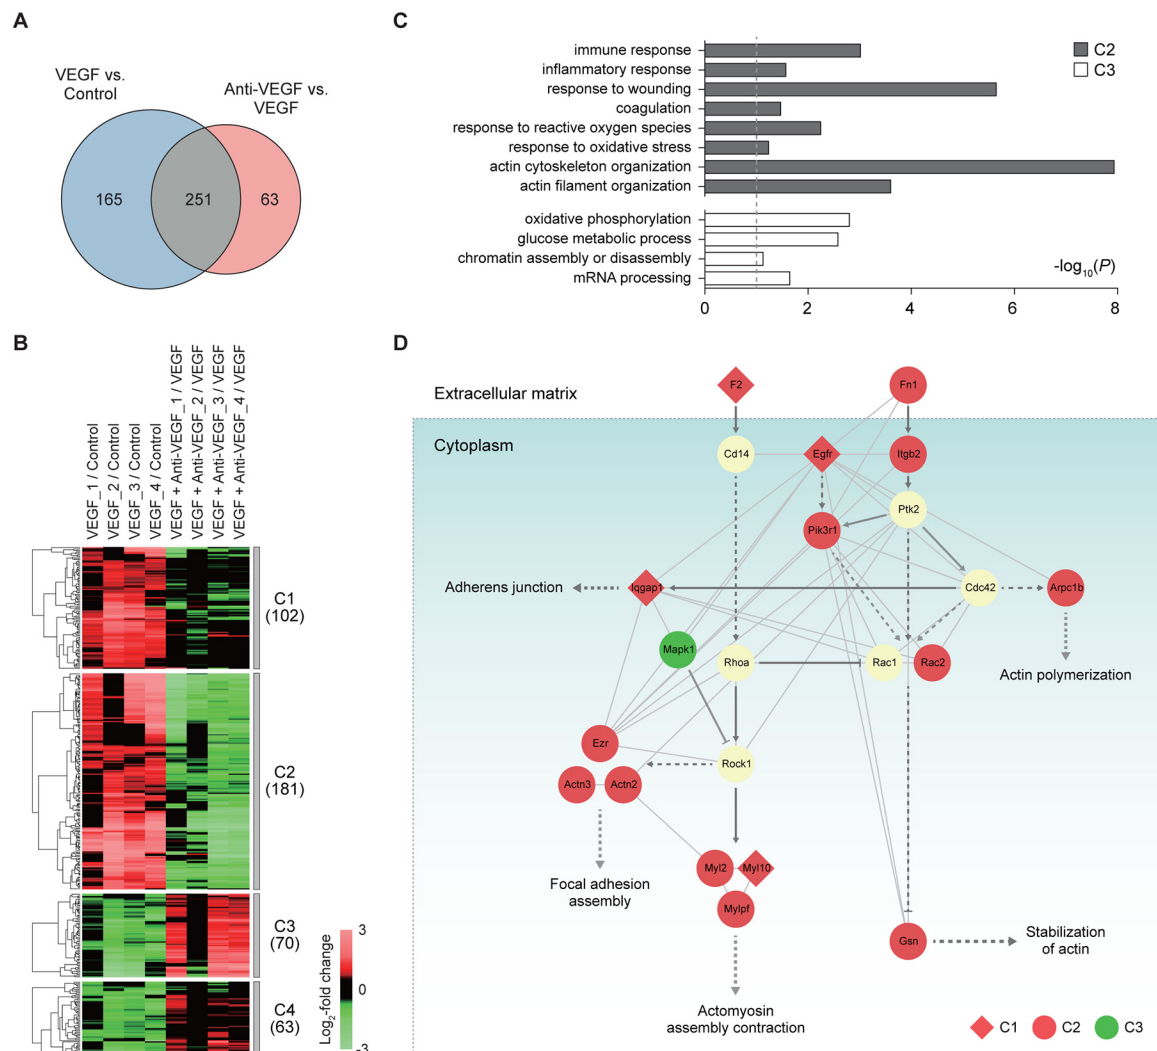 A
VEGF vs.
Control
Anti-VEGF vs.
VEGF
165
251
63
C
immune response
inflammatory response
response to wounding
coagulation
response to reactive oxygen species
response to oxidative stress
actin cytoskeleton organization
actin filament organization
oxidative phosphorylation
glucose metabolic process
chromatin assembly or disassembly
mRNA processing
C2
C3
-log10(P)
0
2
4
6
8
B
VEGF_1 / Control
VEGF_2 / Control
VEGF_3 / Control
VEGF_4 / Control
VEGF + Anti-VEGF_1 / VEGF
VEGF + Anti-VEGF_2 / VEGF
VEGF + Anti-VEGF_3 / VEGF
VEGF + Anti-VEGF_4 / VEGF
C1
(102)
C2
(181)
C3
(70)
C4
(63)
Log2-fold change
3
0
-3
D
Extracellular matrix
Cytoplasm
F2
Fn1
Cd14
Egfr
Itgb2
Ptk2
Pik3r1
Adherens junction
Iqgap1
Cdc42
Arpc1b
Mapk1
Rhoa
Rac1
Rac2
Actin polymerization
Ezr
Rock1
Actn3
Actn2
Myl2
Myl10
Focal adhesion
assembly
Mylpf
Gsn
Stabilization
of actin
Actomyosin
assembly contraction
C1
C2
C3